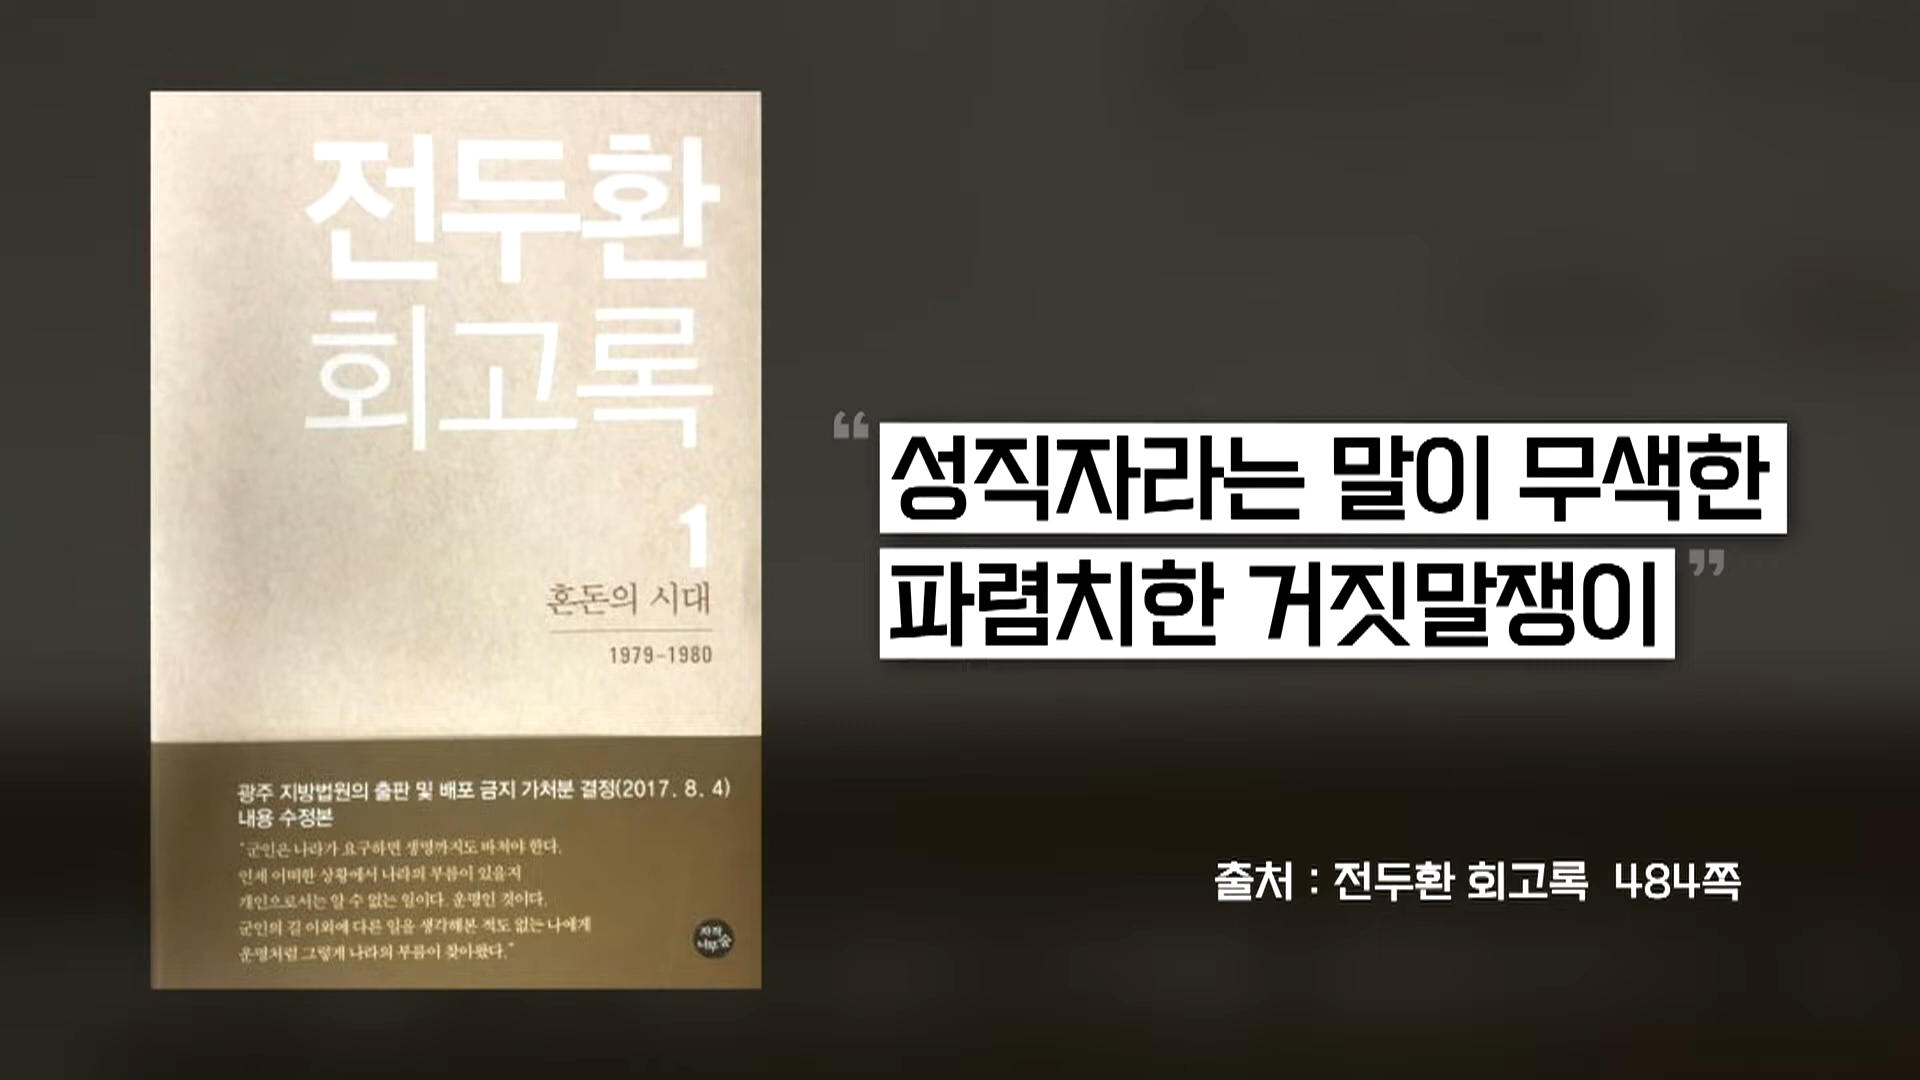 전두환
회고록
1
혼돈의 시대
1979-1980
광주 지방법원의 출판 및 배포 금지 가처분 결정(2017. 8. 4)
내용 수정본
"군인은 나라가 요구하면 생명까지도 바쳐야 한다.
언제 어떠한 상황에서 나라의 부름이 있을지
개인으로서는 알 수 없는 일이다. 운명인 것이다.
군인의 길 이외에 다른 일을 생각해본 적도 없는 나에게
운명처럼 그렇게 나라의 부름이 찾아왔다."
자작
나무숲
“성직자라는 말이 무색한
파렴치한 거짓말쟁이”
출처 : 전두환 회고록 484쪽